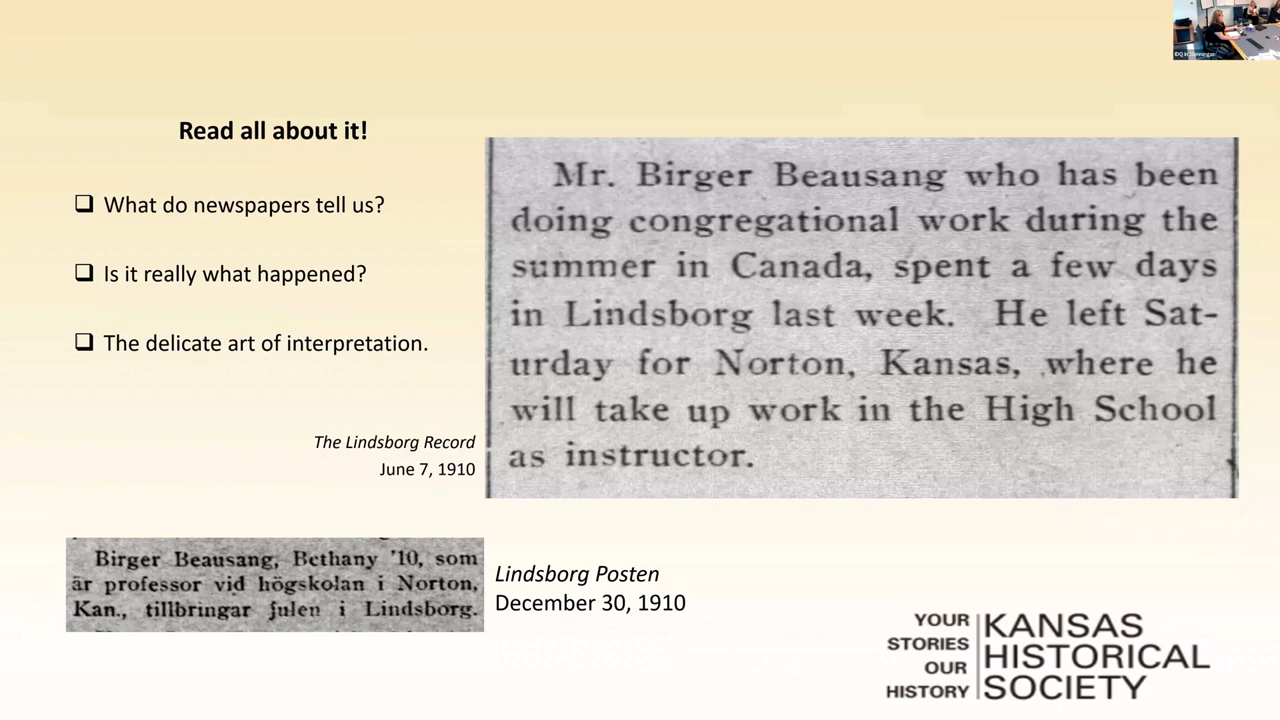 Read all about it!
What do newspapers tell us?
Is it really what happened?
The delicate art of interpretation.
The Lindsborg Record
June 7, 1910
Mr. Birger Beausang who has been
doing congregational work during the
summer in Canada, spent a few days
in Lindsborg last week. He left Sat-
urday for Norton, Kansas, where he
will take up work in the High School
as instructor.
Birger Beausang, Bethany '10, som
är professor vid högskolan i Norton,
Kan., tillbringar julen i Lindsborg.
Lindsborg Posten
December 30, 1910
YOUR
STORIES
OUR
HISTORY
KANSAS
HISTORICAL
SOCIETY